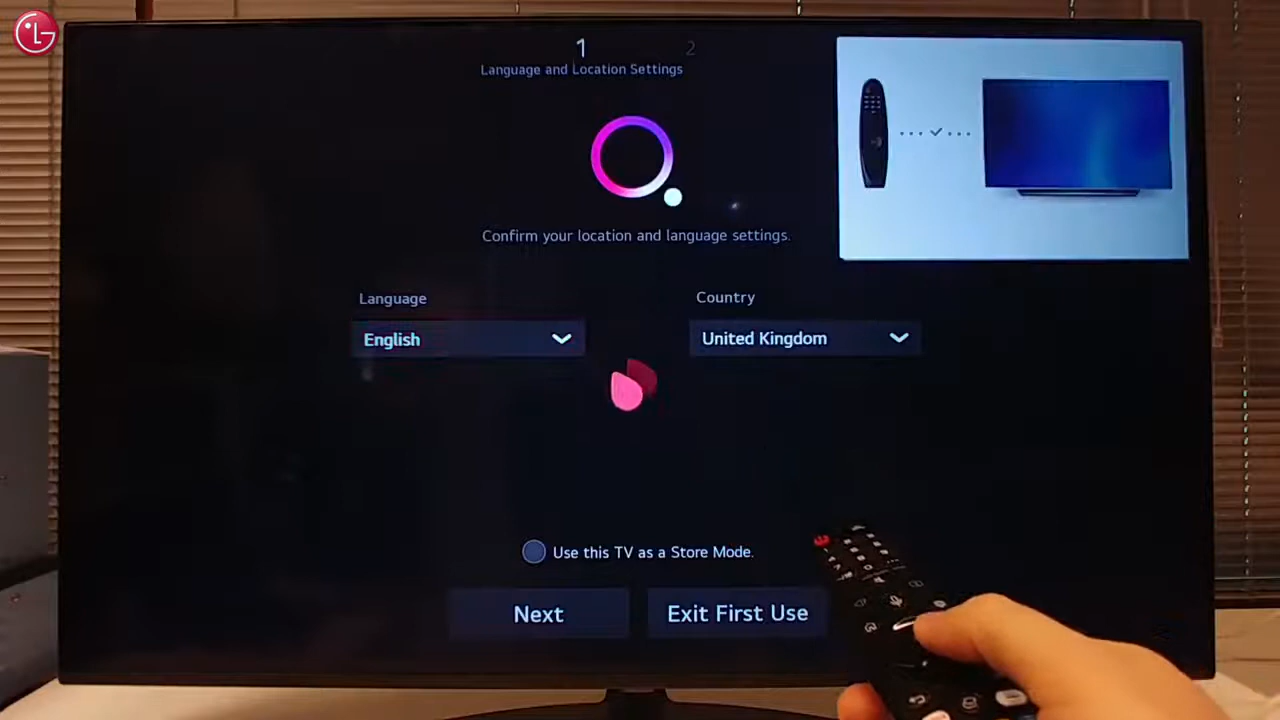 LG
1
2
Language and Location Settings
Confirm your location and language settings.
Language
Country
English
United Kingdom
Use this TV as a Store Mode.
Next
Exit First Use